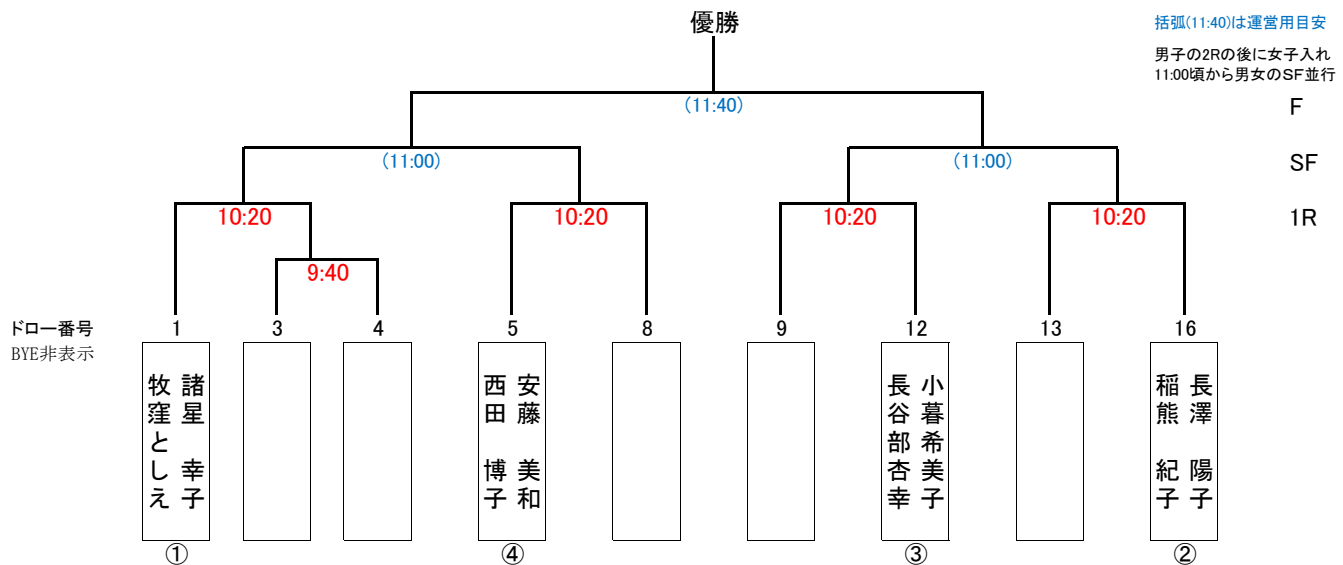 優勝
括弧(11:40)は運営用目安
男子の2Rの後に女子入れ
11:00頃から男女のSF並行
(11:40)
F
(11:00)
(11:00)
SF
10:20
10:20
10:20
10:20
1R
9:40
ドロー番号
1
3
4
5
8
9
12
13
16
BYE非表示
諸星 幸子
牧窪としえ
安藤 美和
西田 博子
小暮希美子
長谷部杏幸
長澤 陽子
稲熊 紀子
①
④
③
②